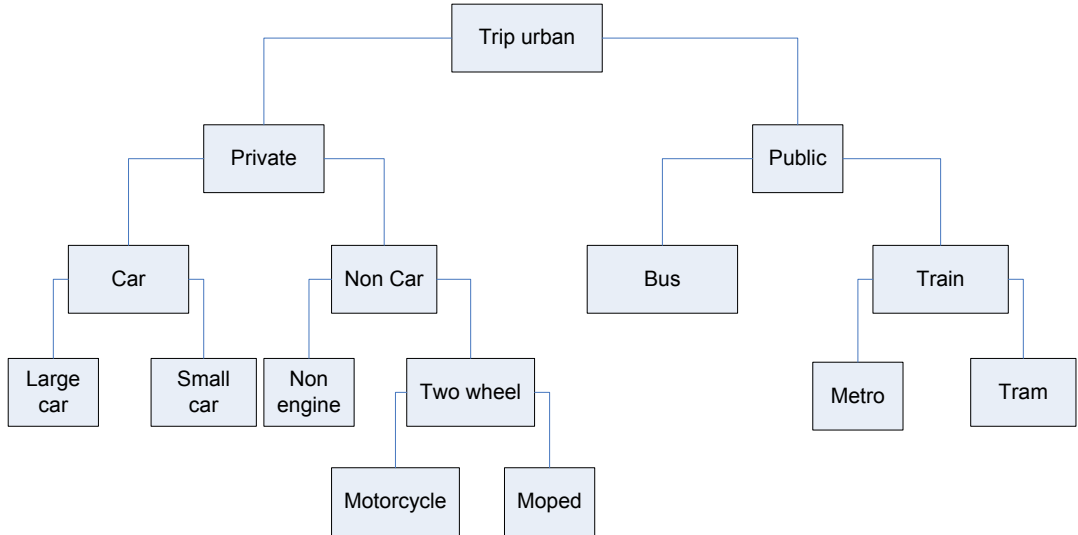 Trip urban
Private
Public
Car
Non Car
Bus
Train
Large
car
Small
car
Non
engine
Two wheel
Metro
Tram
Motorcycle
Moped